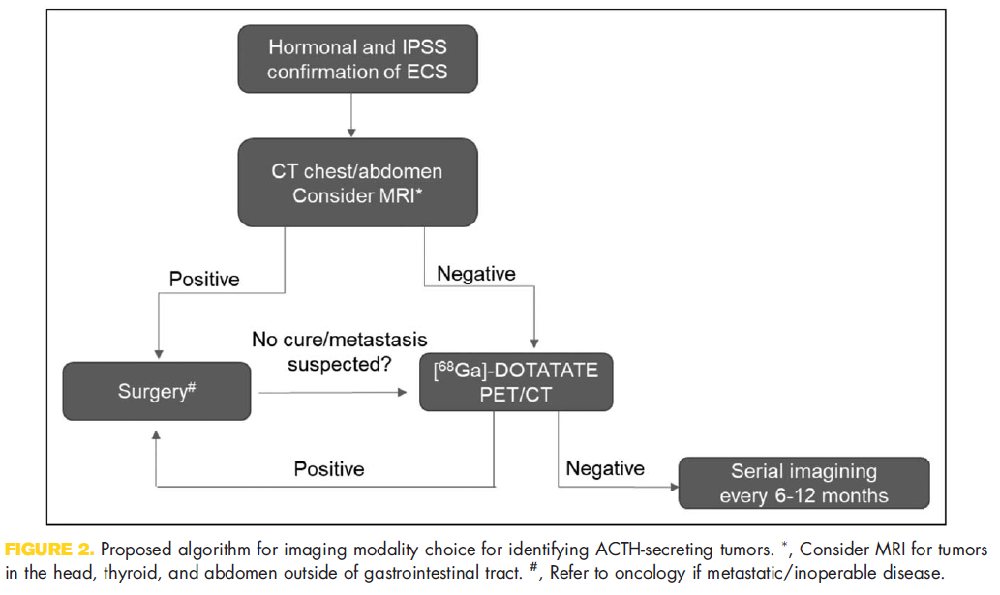 Hormonal and IPSS
confirmation of ECS
CT chest/abdomen
Consider MRI*
Positive
Negative
No cure/metastasis
suspected?
Surgery#
[68Ga]-DOTATATE
PET/CT
Positive
Negative
Serial imagining
every 6-12 months
FIGURE 2. Proposed algorithm for imaging modality choice for identifying ACTH-secreting tumors. *, Consider MRI for tumors
in the head, thyroid, and abdomen outside of gastrointestinal tract. #, Refer to oncology if metastatic/inoperable disease.